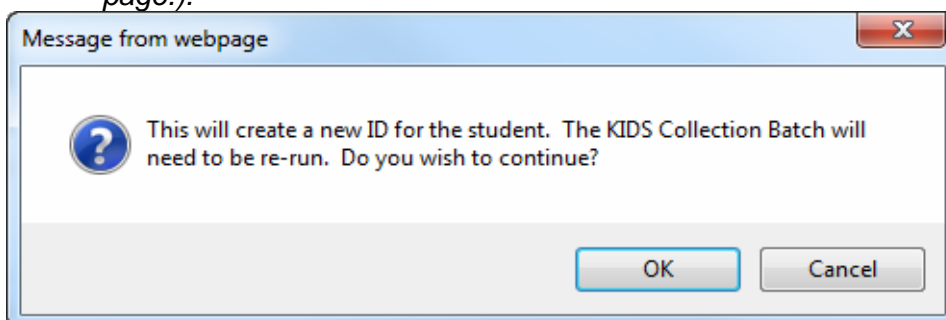 page.).
Message from webpage
x
?
This will create a new ID for the student. The KIDS Collection Batch will
need to be re-run. Do you wish to continue?
OK
Cancel